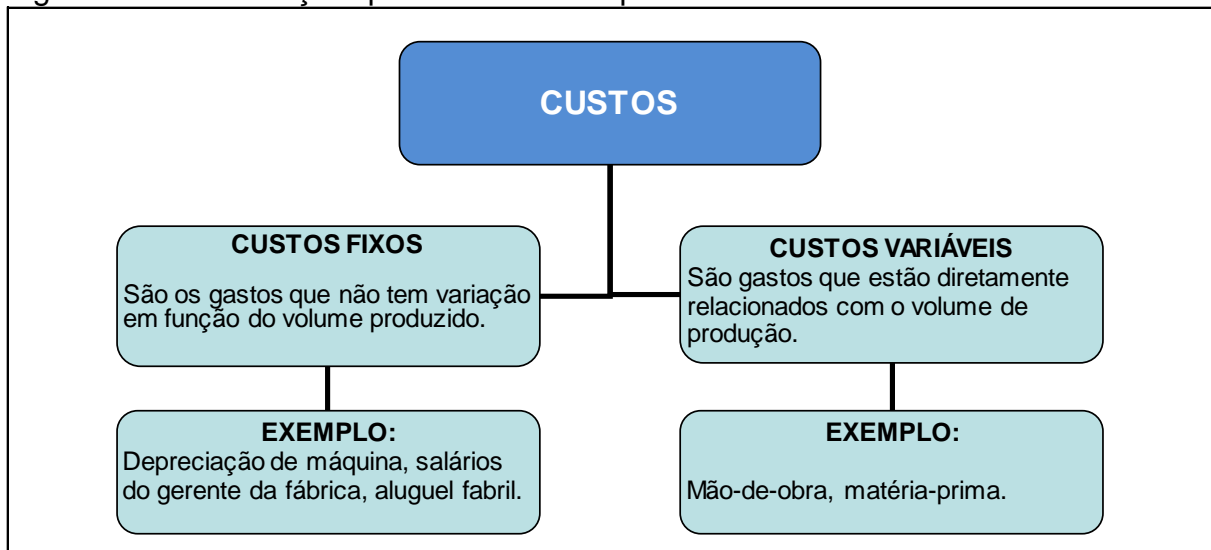 CUSTOS
CUSTOS FIXOS
São os gastos que não tem variação
em função do volume produzido.
CUSTOS VARIÁVEIS
São gastos que estão diretamente
relacionados com o volume de
produção.
EXEMPLO:
Depreciação de máquina, salários
do gerente da fábrica, aluguel fabril.
EXEMPLO:
Mão-de-obra, matéria-prima.